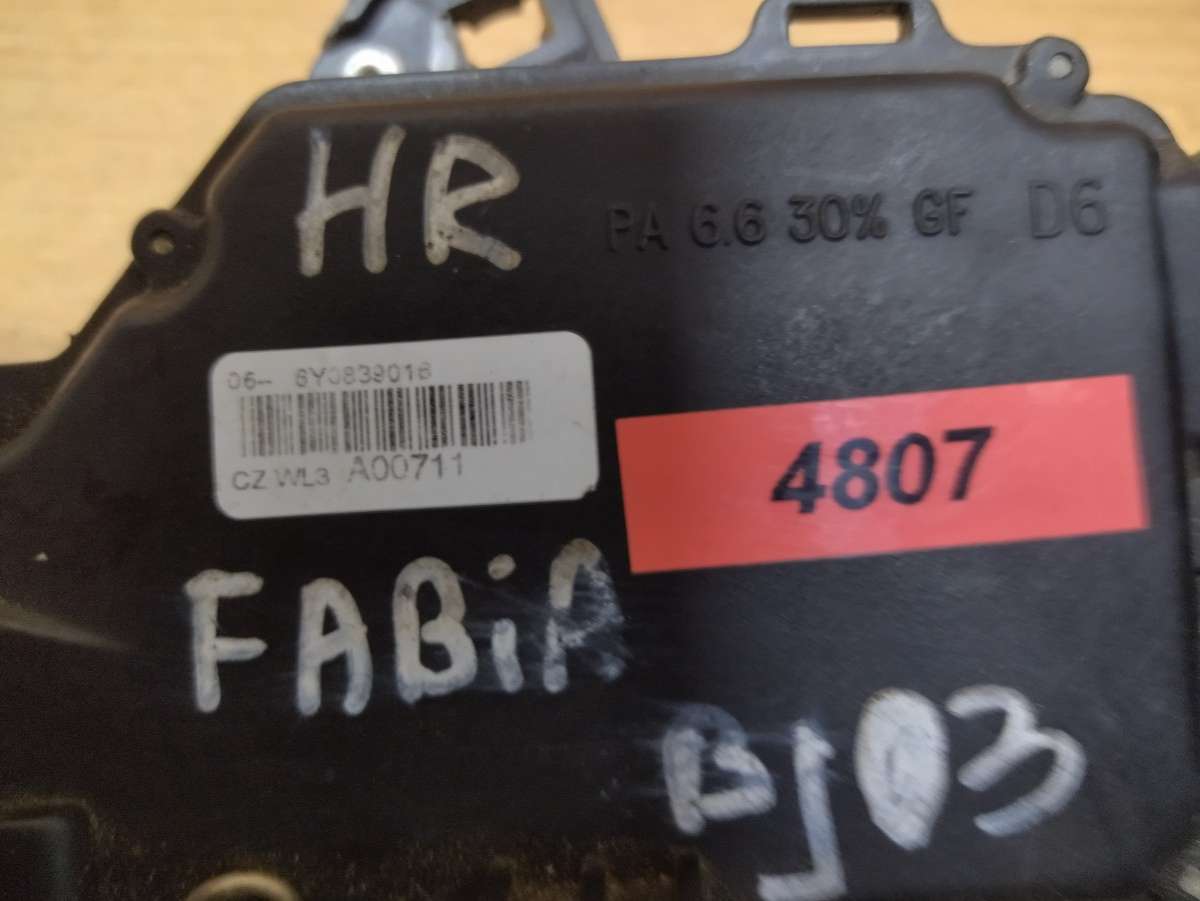 HR
PA 6.6 30% GF D6
06-- 6Y0839016
CZ WL3 A00711
4807
FABiA
BJ03